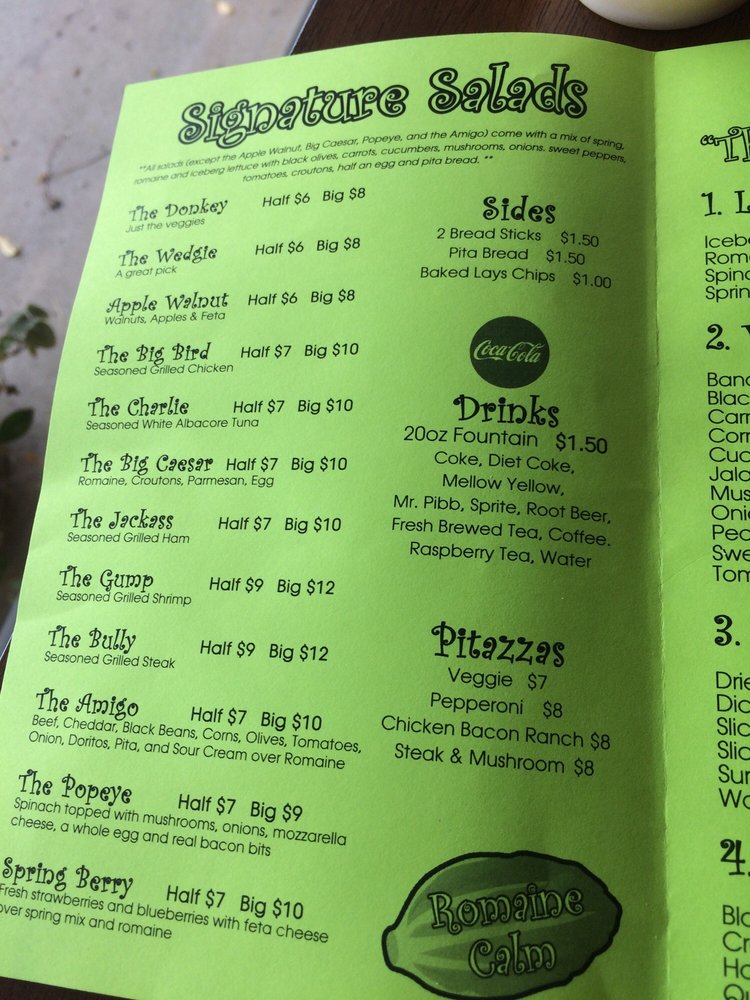 Signature Salads
**All salads (except the Apple Walnut, Big Caesar, Popeye, and the Amigo) come with a mix of spring,
romaine and iceberg lettuce with black olives, carrots, cucumbers, mushrooms, onions. sweet peppers,
tomatoes, croutons, half an egg and pita bread. **
The Donkey Half $6 Big $8
Just the veggies
The Wedgie Half $6 Big $8
A great pick
Apple Walnut Half $6 Big $8
Walnuts, Apples & Feta
The Big Bird Half $7 Big $10
Seasoned Grilled Chicken
The Charlie Half $7 Big $10
Seasoned White Albacore Tuna
The Big Caesar Half $7 Big $10
Romaine, Croutons, Parmesan, Egg
The Jackass Half $7 Big $10
Seasoned Grilled Ham
The Gump Half $9 Big $12
Seasoned Grilled Shrimp
The Bully Half $9 Big $12
Seasoned Grilled Steak
The Amigo Half $7 Big $10
Beef, Cheddar, Black Beans, Corns, Olives, Tomatoes,
Onion, Doritos, Pita, and Sour Cream over Romaine
The Popeye Half $7 Big $9
Spinach topped with mushrooms, onions, mozzarella
cheese, a whole egg and real bacon bits
Spring Berry Half $7 Big $10
Fresh strawberries and blueberries with feta cheese
over spring mix and romaine
Sides
2 Bread Sticks $1.50
Pita Bread $1.50
Baked Lays Chips $1.00
Coca-Cola
Drinks
20oz Fountain $1.50
Coke, Diet Coke,
Mellow Yellow,
Mr. Pibb, Sprite, Root Beer,
Fresh Brewed Tea, Coffee.
Raspberry Tea, Water
Pitazzas
Veggie $7
Pepperoni $8
Chicken Bacon Ranch $8
Steak & Mushroom $8
Romaine
Calm
1.
2.
3.
4.